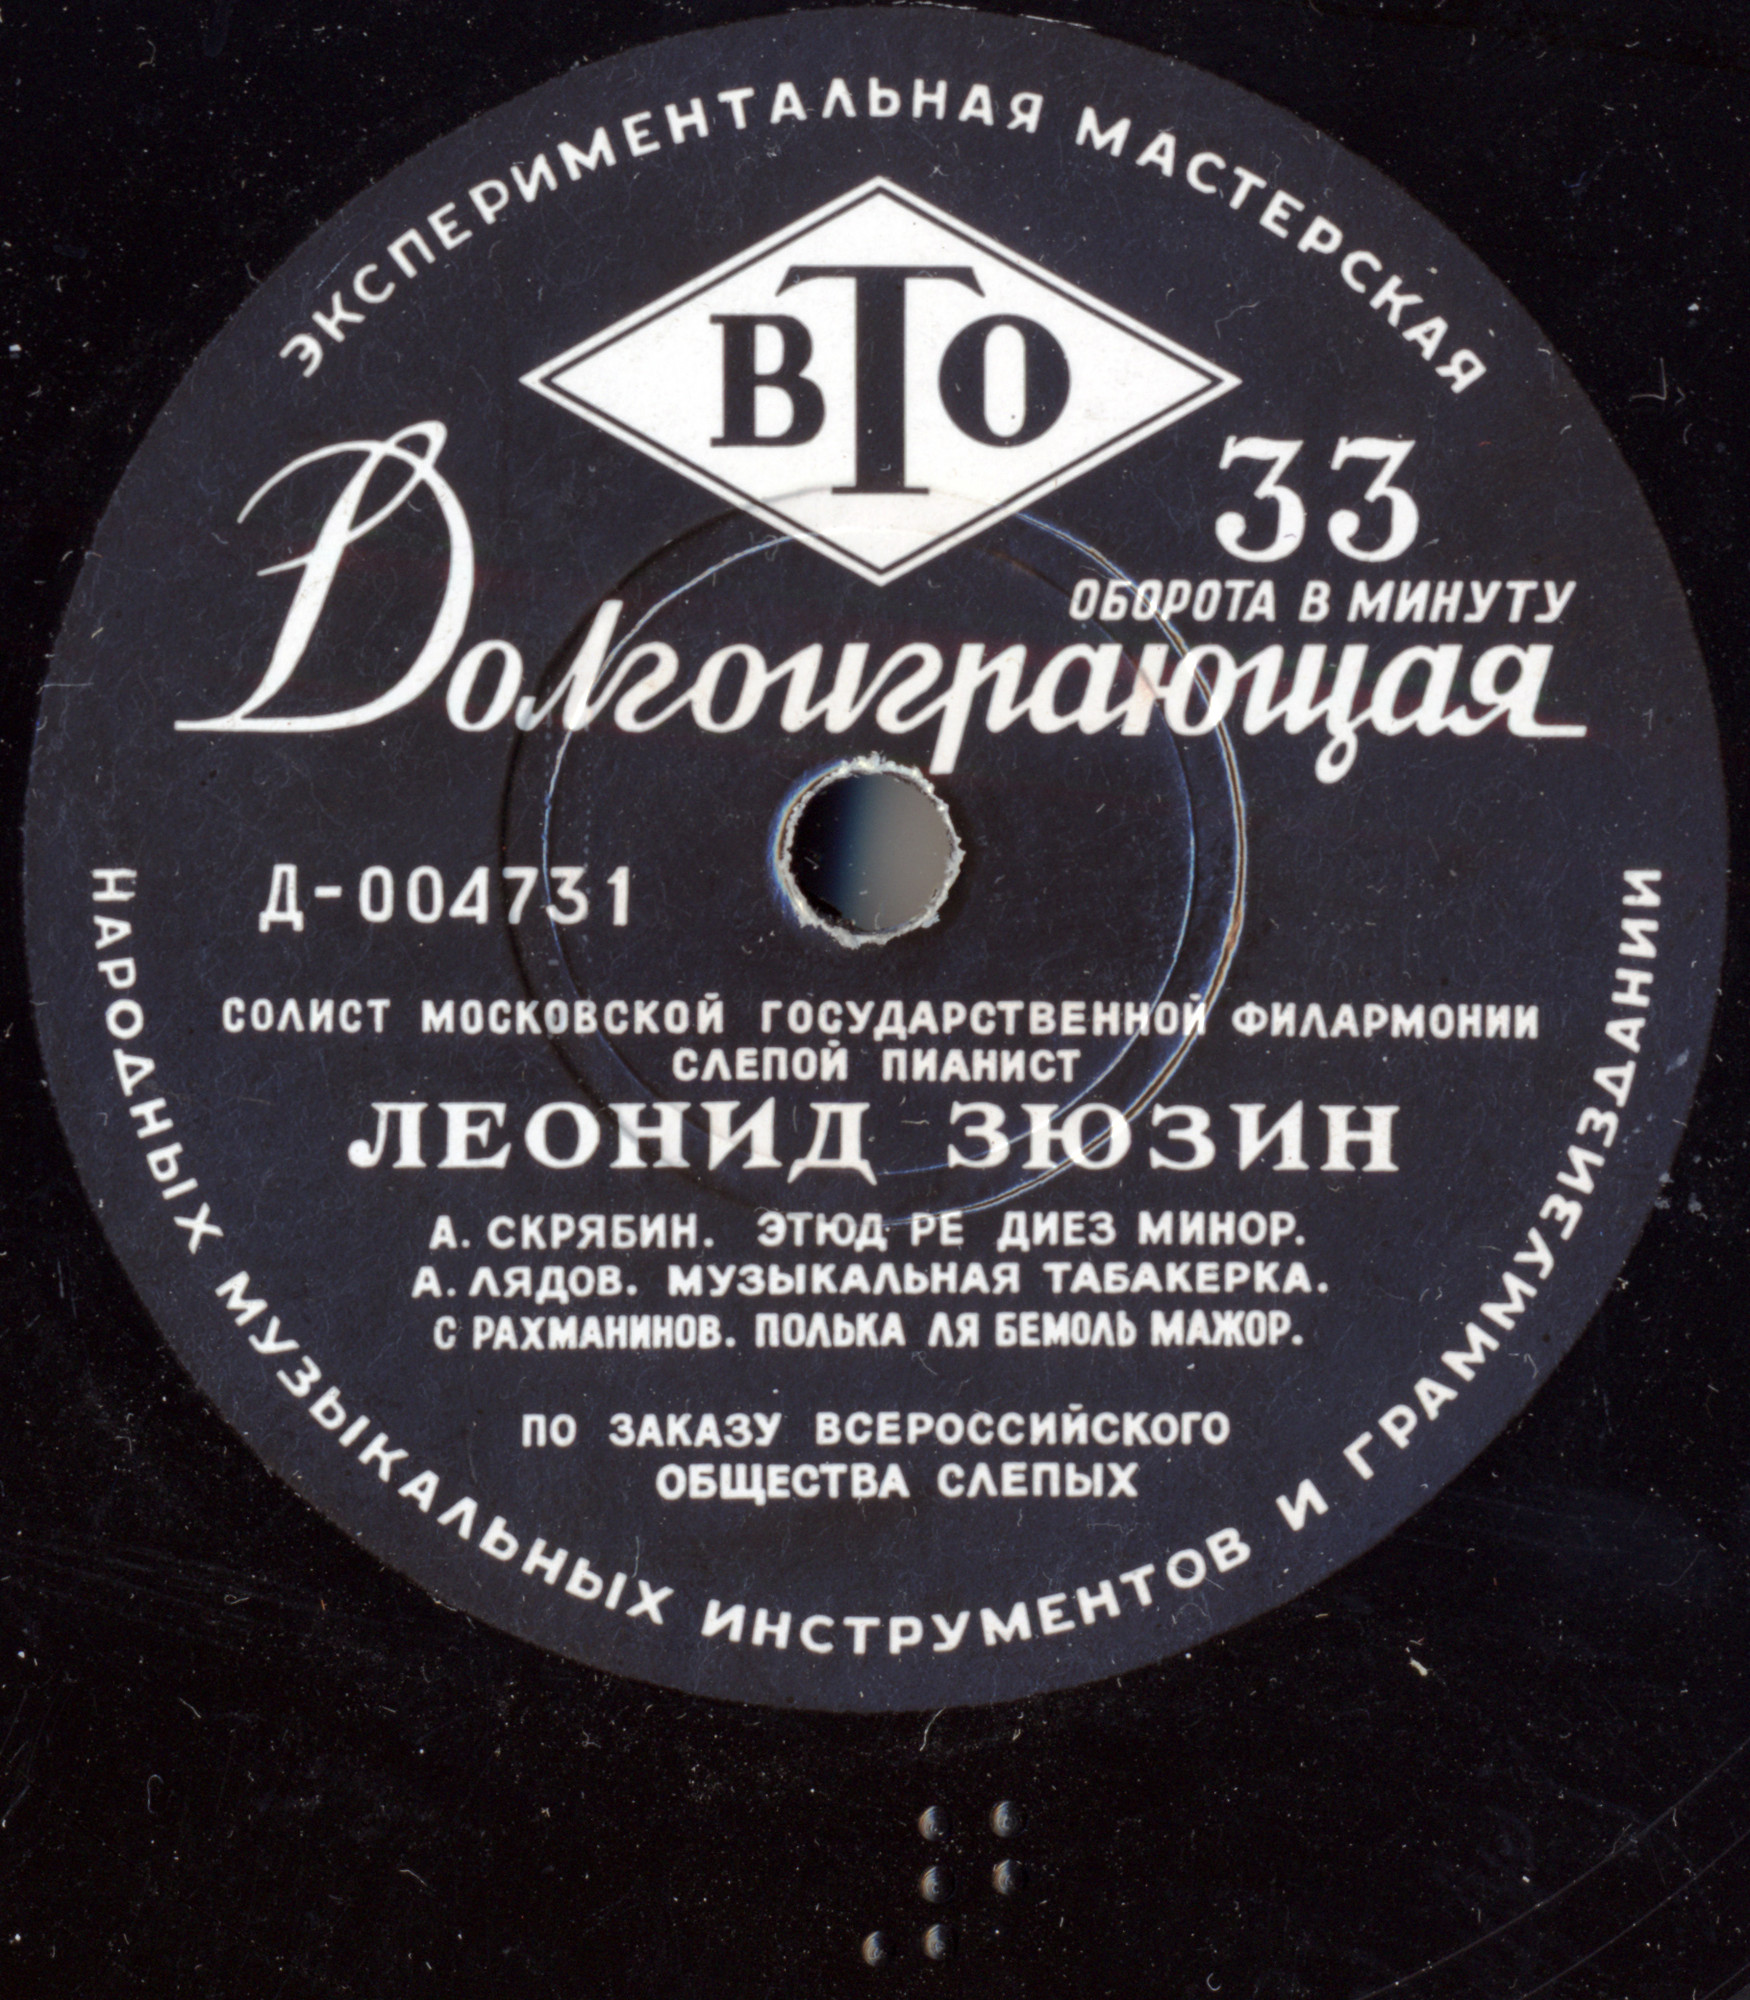 ЭКСПЕРИМЕНТАЛЬНАЯ МАСТЕРСКАЯ
ВТО
33
ОБОРОТА В МИНУТУ
Долгоиграющая
Д-004731
СОЛИСТ МОСКОВСКОЙ ГОСУДАРСТВЕННОЙ ФИЛАРМОНИИ
СЛЕПОЙ ПИАНИСТ
ЛЕОНИД ЗЮЗИН
А. СКРЯБИН. ЭТЮД РЕ ДИЕЗ МИНОР.
А. ЛЯДОВ. МУЗЫКАЛЬНАЯ ТАБАКЕРКА.
С РАХМАНИНОВ. ПОЛЬКА ЛЯ БЕМОЛЬ МАЖОР.
ПО ЗАКАЗУ ВСЕРОССИЙСКОГО
ОБЩЕСТВА СЛЕПЫХ
НАРОДНЫХ МУЗЫКАЛЬНЫХ ИНСТРУМЕНТОВ И ГРАММУЗИЗДАНИИ